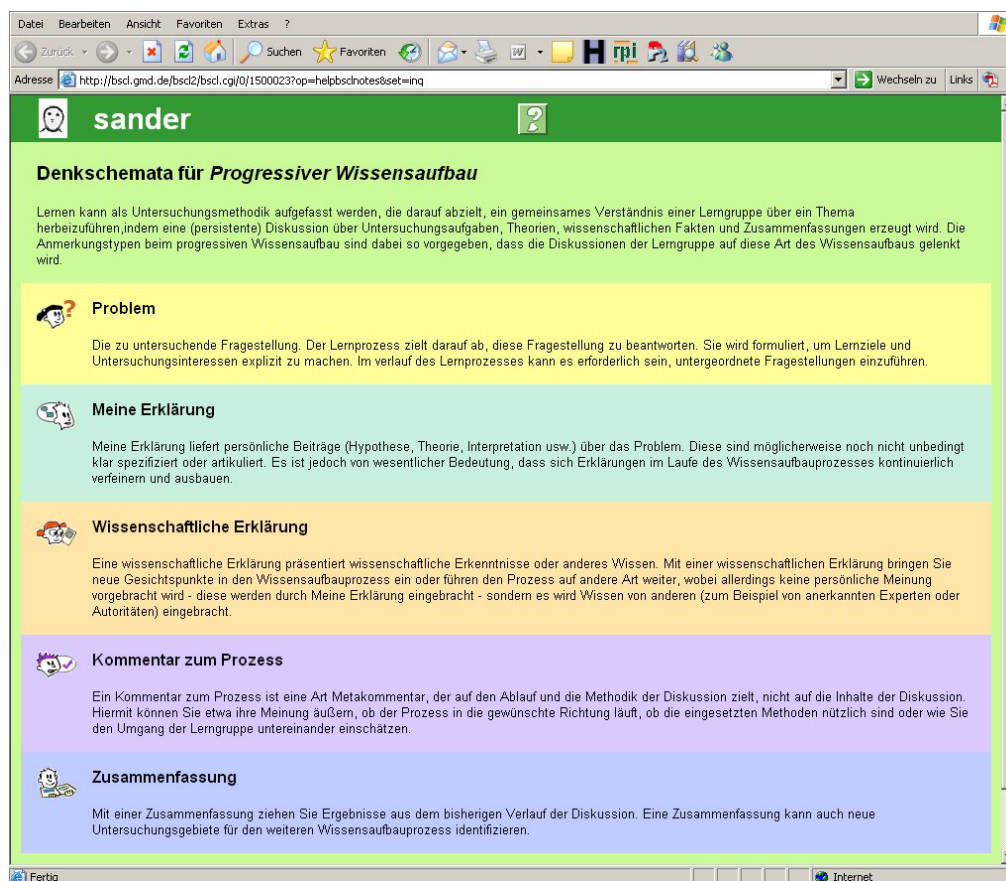 Datei Bearbeiten Ansicht Favoriten Extras ?
Zurück Suchen Favoriten W H rpi
Adresse http://bscl.gmd.de/bscl2/bscl.cgi/0/1500023?op=helpbsclnotes&set=inq Wechseln zu Links
sander ?
Denkschemata für Progressiver Wissensaufbau
Lernen kann als Untersuchungsmethodik aufgefasst werden, die darauf abzielt, ein gemeinsames Verständnis einer Lerngruppe über ein Thema
herbeizuführen,indem eine (persistente) Diskussion über Untersuchungsaufgaben, Theorien, wissenschaftlichen Fakten und Zusammenfassungen erzeugt wird. Die
Anmerkungstypen beim progressiven Wissensaufbau sind dabei so vorgegeben, dass die Diskussionen der Lerngruppe auf diese Art des Wissensaufbaus gelenkt
wird.
? Problem
Die zu untersuchende Fragestellung. Der Lernprozess zielt darauf ab, diese Fragestellung zu beantworten. Sie wird formuliert, um Lernziele und
Untersuchungsinteressen explizit zu machen. Im verlauf des Lernprozesses kann es erforderlich sein, untergeordnete Fragestellungen einzuführen.
Meine Erklärung
Meine Erklärung liefert persönliche Beiträge (Hypothese, Theorie, Interpretation usw.) über das Problem. Diese sind möglicherweise noch nicht unbedingt
klar spezifiziert oder artikuliert. Es ist jedoch von wesentlicher Bedeutung, dass sich Erklärungen im Laufe des Wissensaufbauprozesses kontinuierlich
verfeinern und ausbauen.
Wissenschaftliche Erklärung
Eine wissenschaftliche Erklärung präsentiert wissenschaftliche Erkenntnisse oder anderes Wissen. Mit einer wissenschaftlichen Erklärung bringen Sie
neue Gesichtspunkte in den Wissensaufbauprozess ein oder führen den Prozess auf andere Art weiter, wobei allerdings keine persönliche Meinung
vorgebracht wird - diese werden durch Meine Erklärung eingebracht - sondern es wird Wissen von anderen (zum Beispiel von anerkannten Experten oder
Autoritäten) eingebracht.
Kommentar zum Prozess
Ein Kommentar zum Prozess ist eine Art Metakommentar, der auf den Ablauf und die Methodik der Diskussion zielt, nicht auf die Inhalte der Diskussion.
Hiermit können Sie etwa ihre Meinung äußern, ob der Prozess in die gewünschte Richtung läuft, ob die eingesetzten Methoden nützlich sind oder wie Sie
den Umgang der Lerngruppe untereinander einschätzen.
Zusammenfassung
Mit einer Zusammenfassung ziehen Sie Ergebnisse aus dem bisherigen Verlauf der Diskussion. Eine Zusammenfassung kann auch neue
Untersuchungsgebiete für den weiteren Wissensaufbauprozess identifizieren.
Fertig Internet